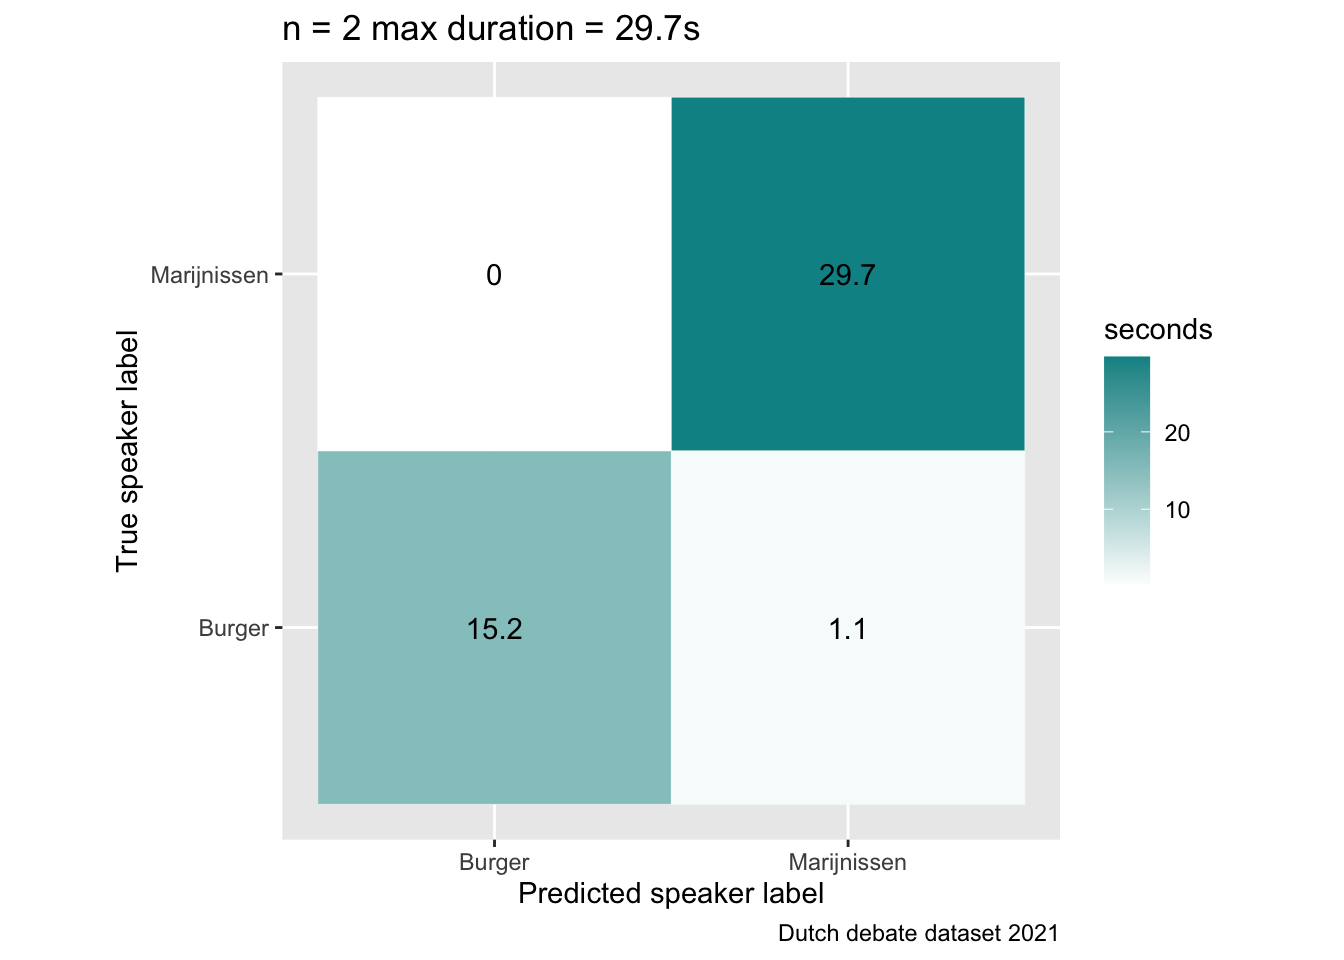 n = 2 max duration = 29.7s
Marijnissen
0
29.7
True speaker label
Burger
15.2
1.1
seconds
20
10
Burger
Marijnissen
Predicted speaker label
Dutch debate dataset 2021